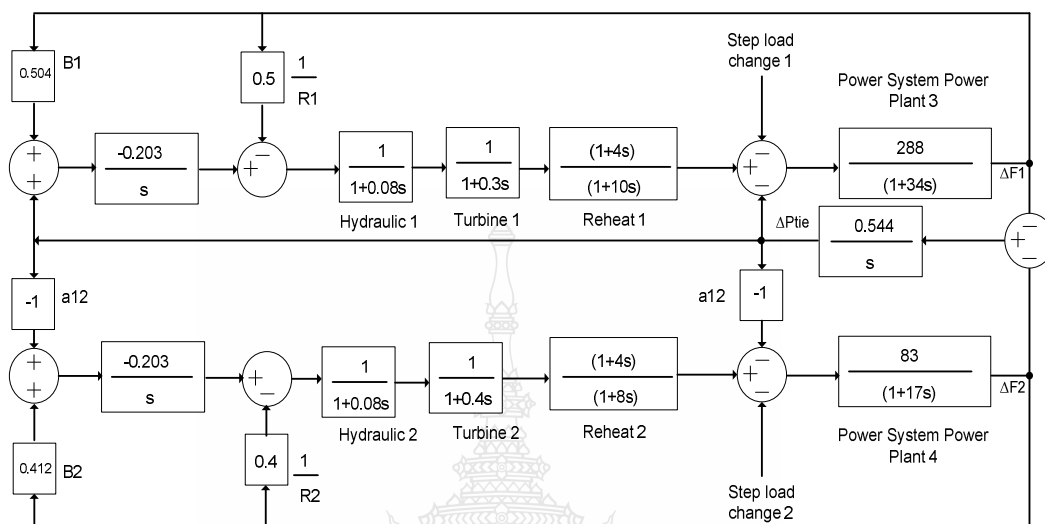 Step load
change 1
0.504
B1
0.5
1
R1
Power System Power
Plant 3
+
+
-0.203
s
+
−
1
1+0.08s
1
1+0.3s
(1+4s)
(1+10s)
+
−
−
288
(1+34s)
ΔF1
Hydraulic 1
Turbine 1
Reheat 1
ΔPtie
0.544
s
+
−
−
-1
a12
a12
-1
+
+
-0.203
s
+
−
1
1+0.08s
1
1+0.4s
(1+4s)
(1+8s)
+
−
−
83
(1+17s)
ΔF2
Hydraulic 2
Turbine 2
Reheat 2
Power System Power
Plant 4
0.412
B2
0.4
1
R2
Step load
change 2